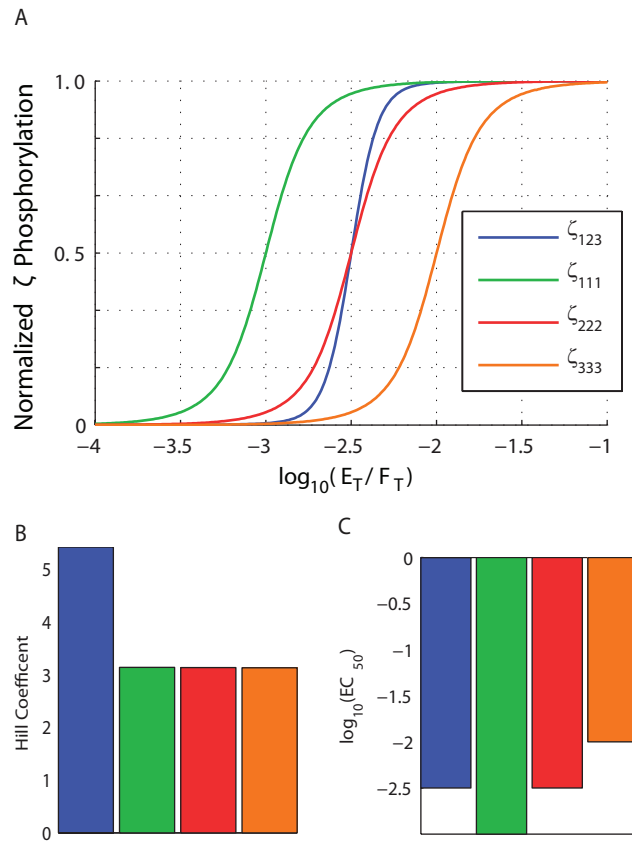 A
Normalized ζ Phosphorylation
1.0
0.5
0
−4 −3.5 −3 −2.5 −2 −1.5 −1
log10(ET/FT)
ζ123
ζ111
ζ222
ζ333
B
Hill Coefficent
5
4
3
2
1
0
C
log10(EC50)
0
−0.5
−1
−1.5
−2
−2.5